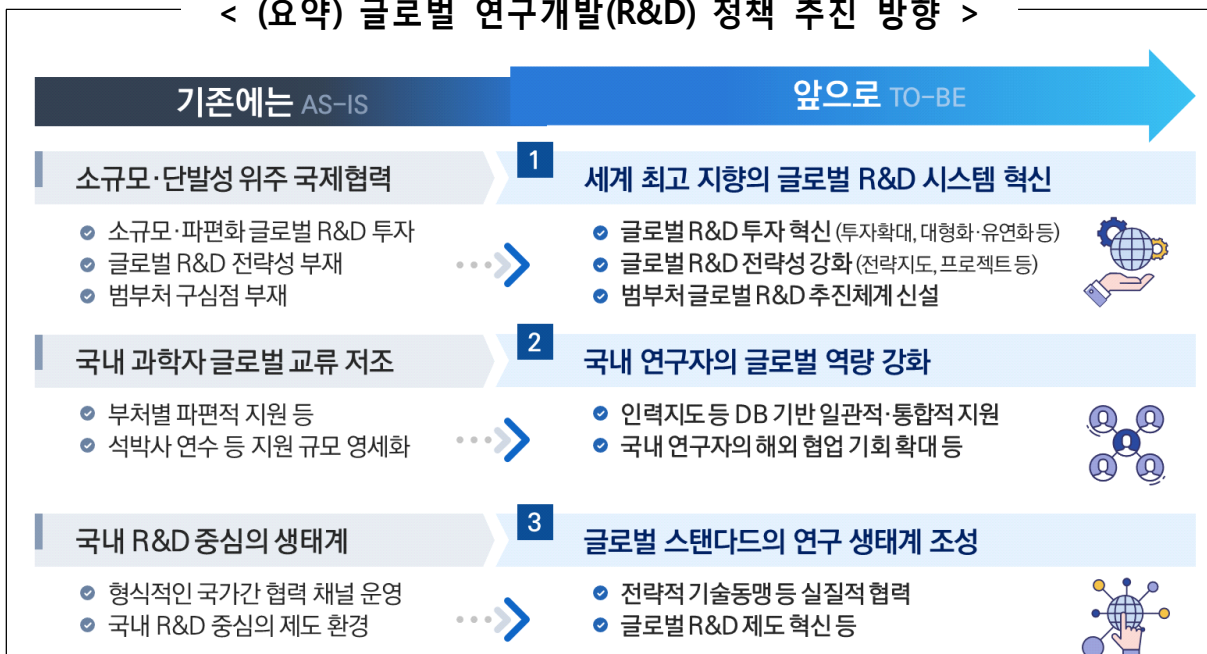 < (요약) 글로벌 연구개발(R&D) 정책 추진 방향 >
기존에는 AS-IS
앞으로 TO-BE
소규모·단발성 위주 국제협력
1
세계 최고 지향의 글로벌 R&D 시스템 혁신
소규모·파편화 글로벌 R&D 투자
글로벌 R&D 전략성 부재
범부처 구심점 부재
글로벌 R&D 투자 혁신 (투자확대, 대형화·유연화 등)
글로벌 R&D 전략성 강화 (전략지도, 프로젝트 등)
범부처 글로벌 R&D 추진체계 신설
국내 과학자 글로벌 교류 저조
2
국내 연구자의 글로벌 역량 강화
부처별 파편적 지원 등
석박사 연수 등 지원 규모 영세화
인력지도 등 DB 기반 일관적·통합적 지원
국내 연구자의 해외 협업 기회 확대 등
국내 R&D 중심의 생태계
3
글로벌 스탠다드의 연구 생태계 조성
형식적인 국가간 협력 채널 운영
국내 R&D 중심의 제도 환경
전략적 기술동맹 등 실질적 협력
글로벌 R&D 제도 혁신 등